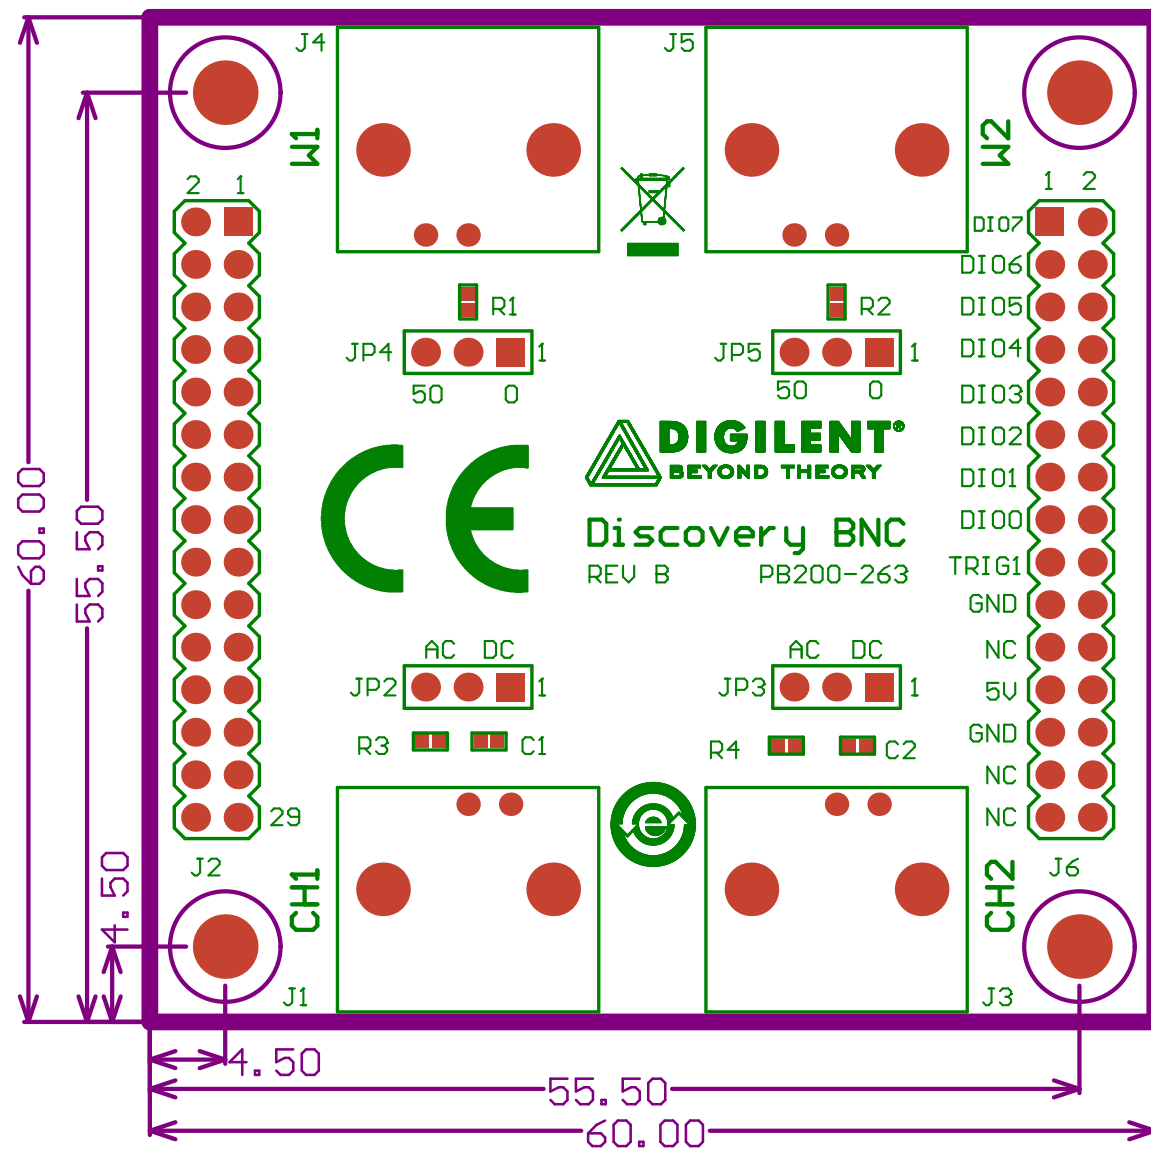 J4
J5
W1
W2
2
1
1
2
DIO7
DIO6
DIO5
DIO4
DIO3
DIO2
DIO1
DIO0
TRIG1
GND
NC
5V
GND
NC
NC
R1
R2
JP4
1
50
0
JP5
1
50
0
CE
DIGILENT®
BEYOND THEORY
Discovery BNC
REV B
PB200-263
AC DC
JP2
1
AC DC
JP3
1
R3
C1
R4
C2
29
J2
J6
CH1
CH2
e
J1
J3
60.00
55.50
4.50
4.50
55.50
60.00